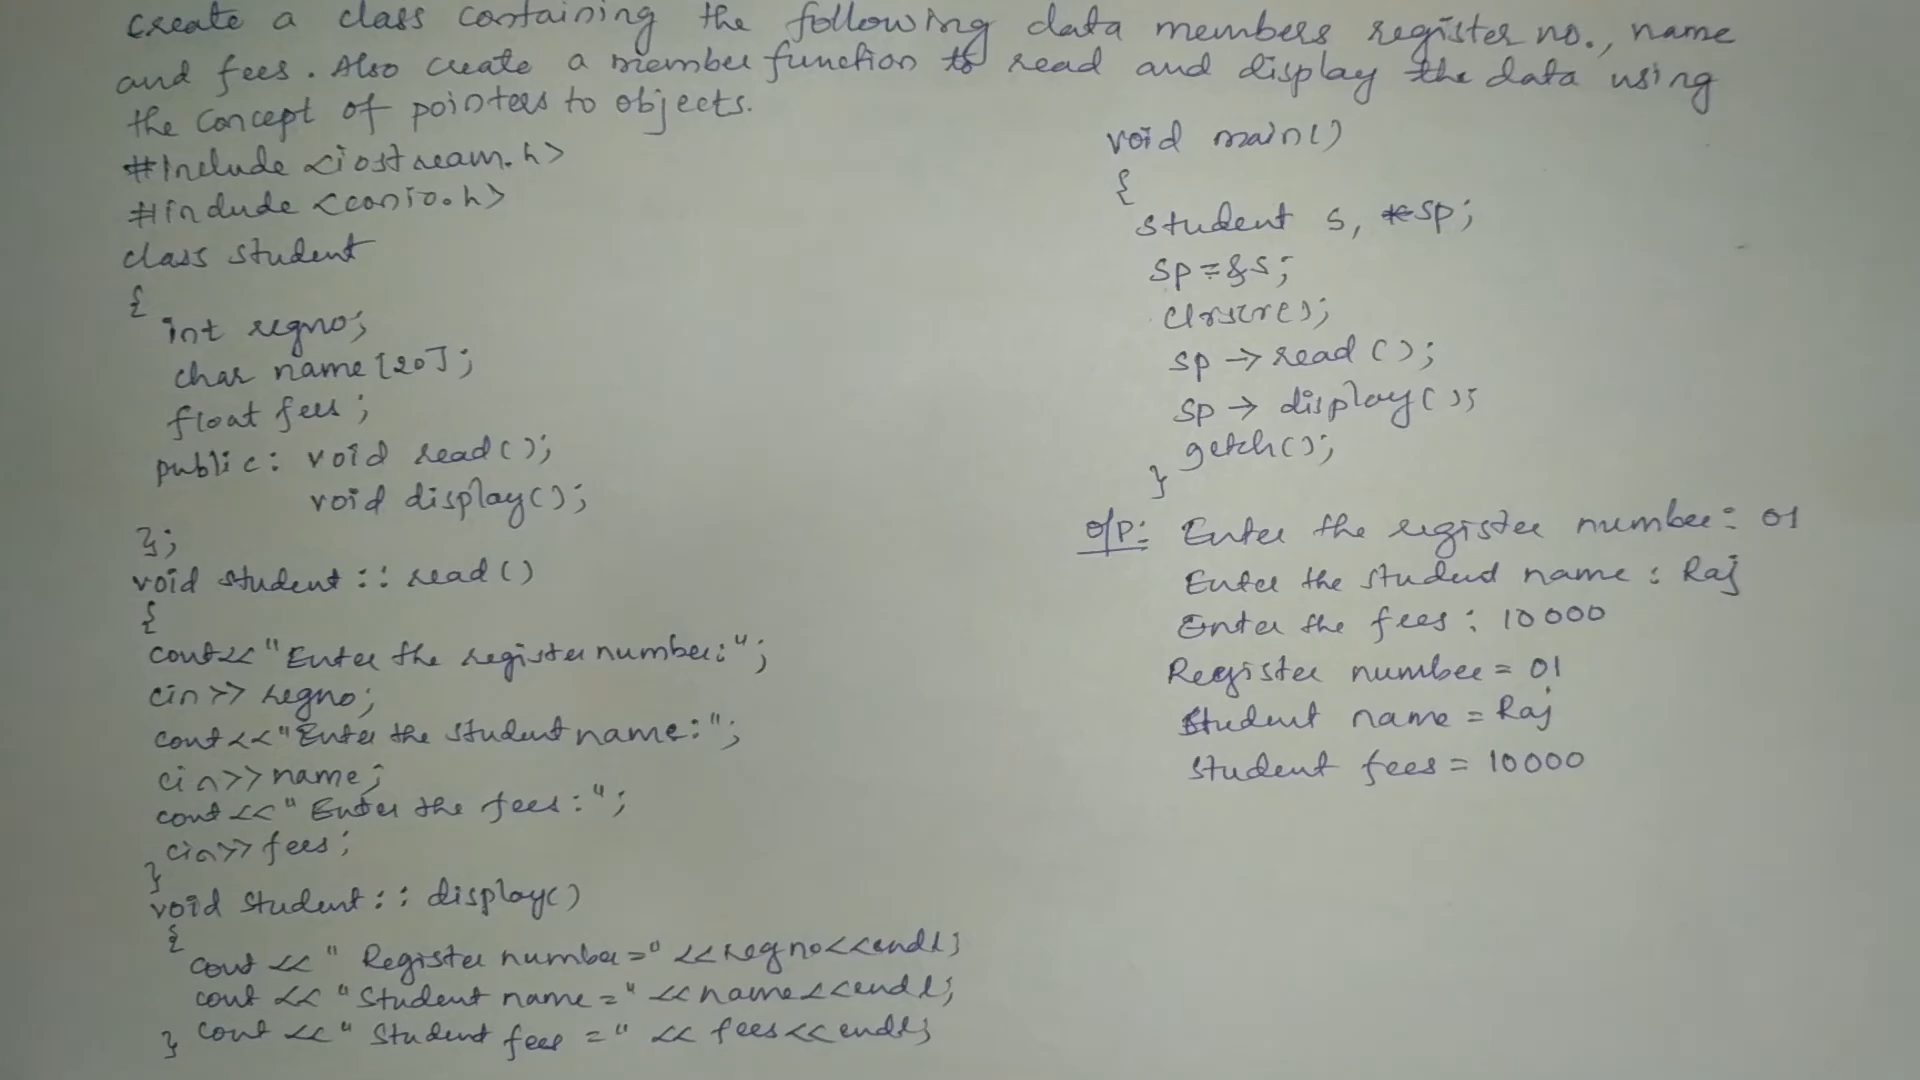 Create a class containing the following data members register no., name
and fees. Also create a member function to read and display the data using
the concept of pointers to objects.
#Include <iostream.h>
#include <conio.h>
class student
{
int regno;
char name [20];
float fees;
public: void read();
void display();
};
void student :: read()
{
cout<<"Enter the register number:";
cin>> regno;
cout<<"Enter the student name:";
cin>>name;
cout<<"Enter the fees:";
cin>>fees;
}
void student :: display()
{
cout << "Register number=" <<regno<<endl;
cout << "Student name =" <<name<<endl;
} cout << "Student fees =" << fees<<endl;
void main()
{
student s, *sp;
sp=&s;
clrscr();
sp -> read ();
sp -> display();
getch();
}
o/p: Enter the register number: 01
Enter the student name : Raj
Enter the fees : 10000
Register number = 01
Student name = Raj
Student fees = 10000